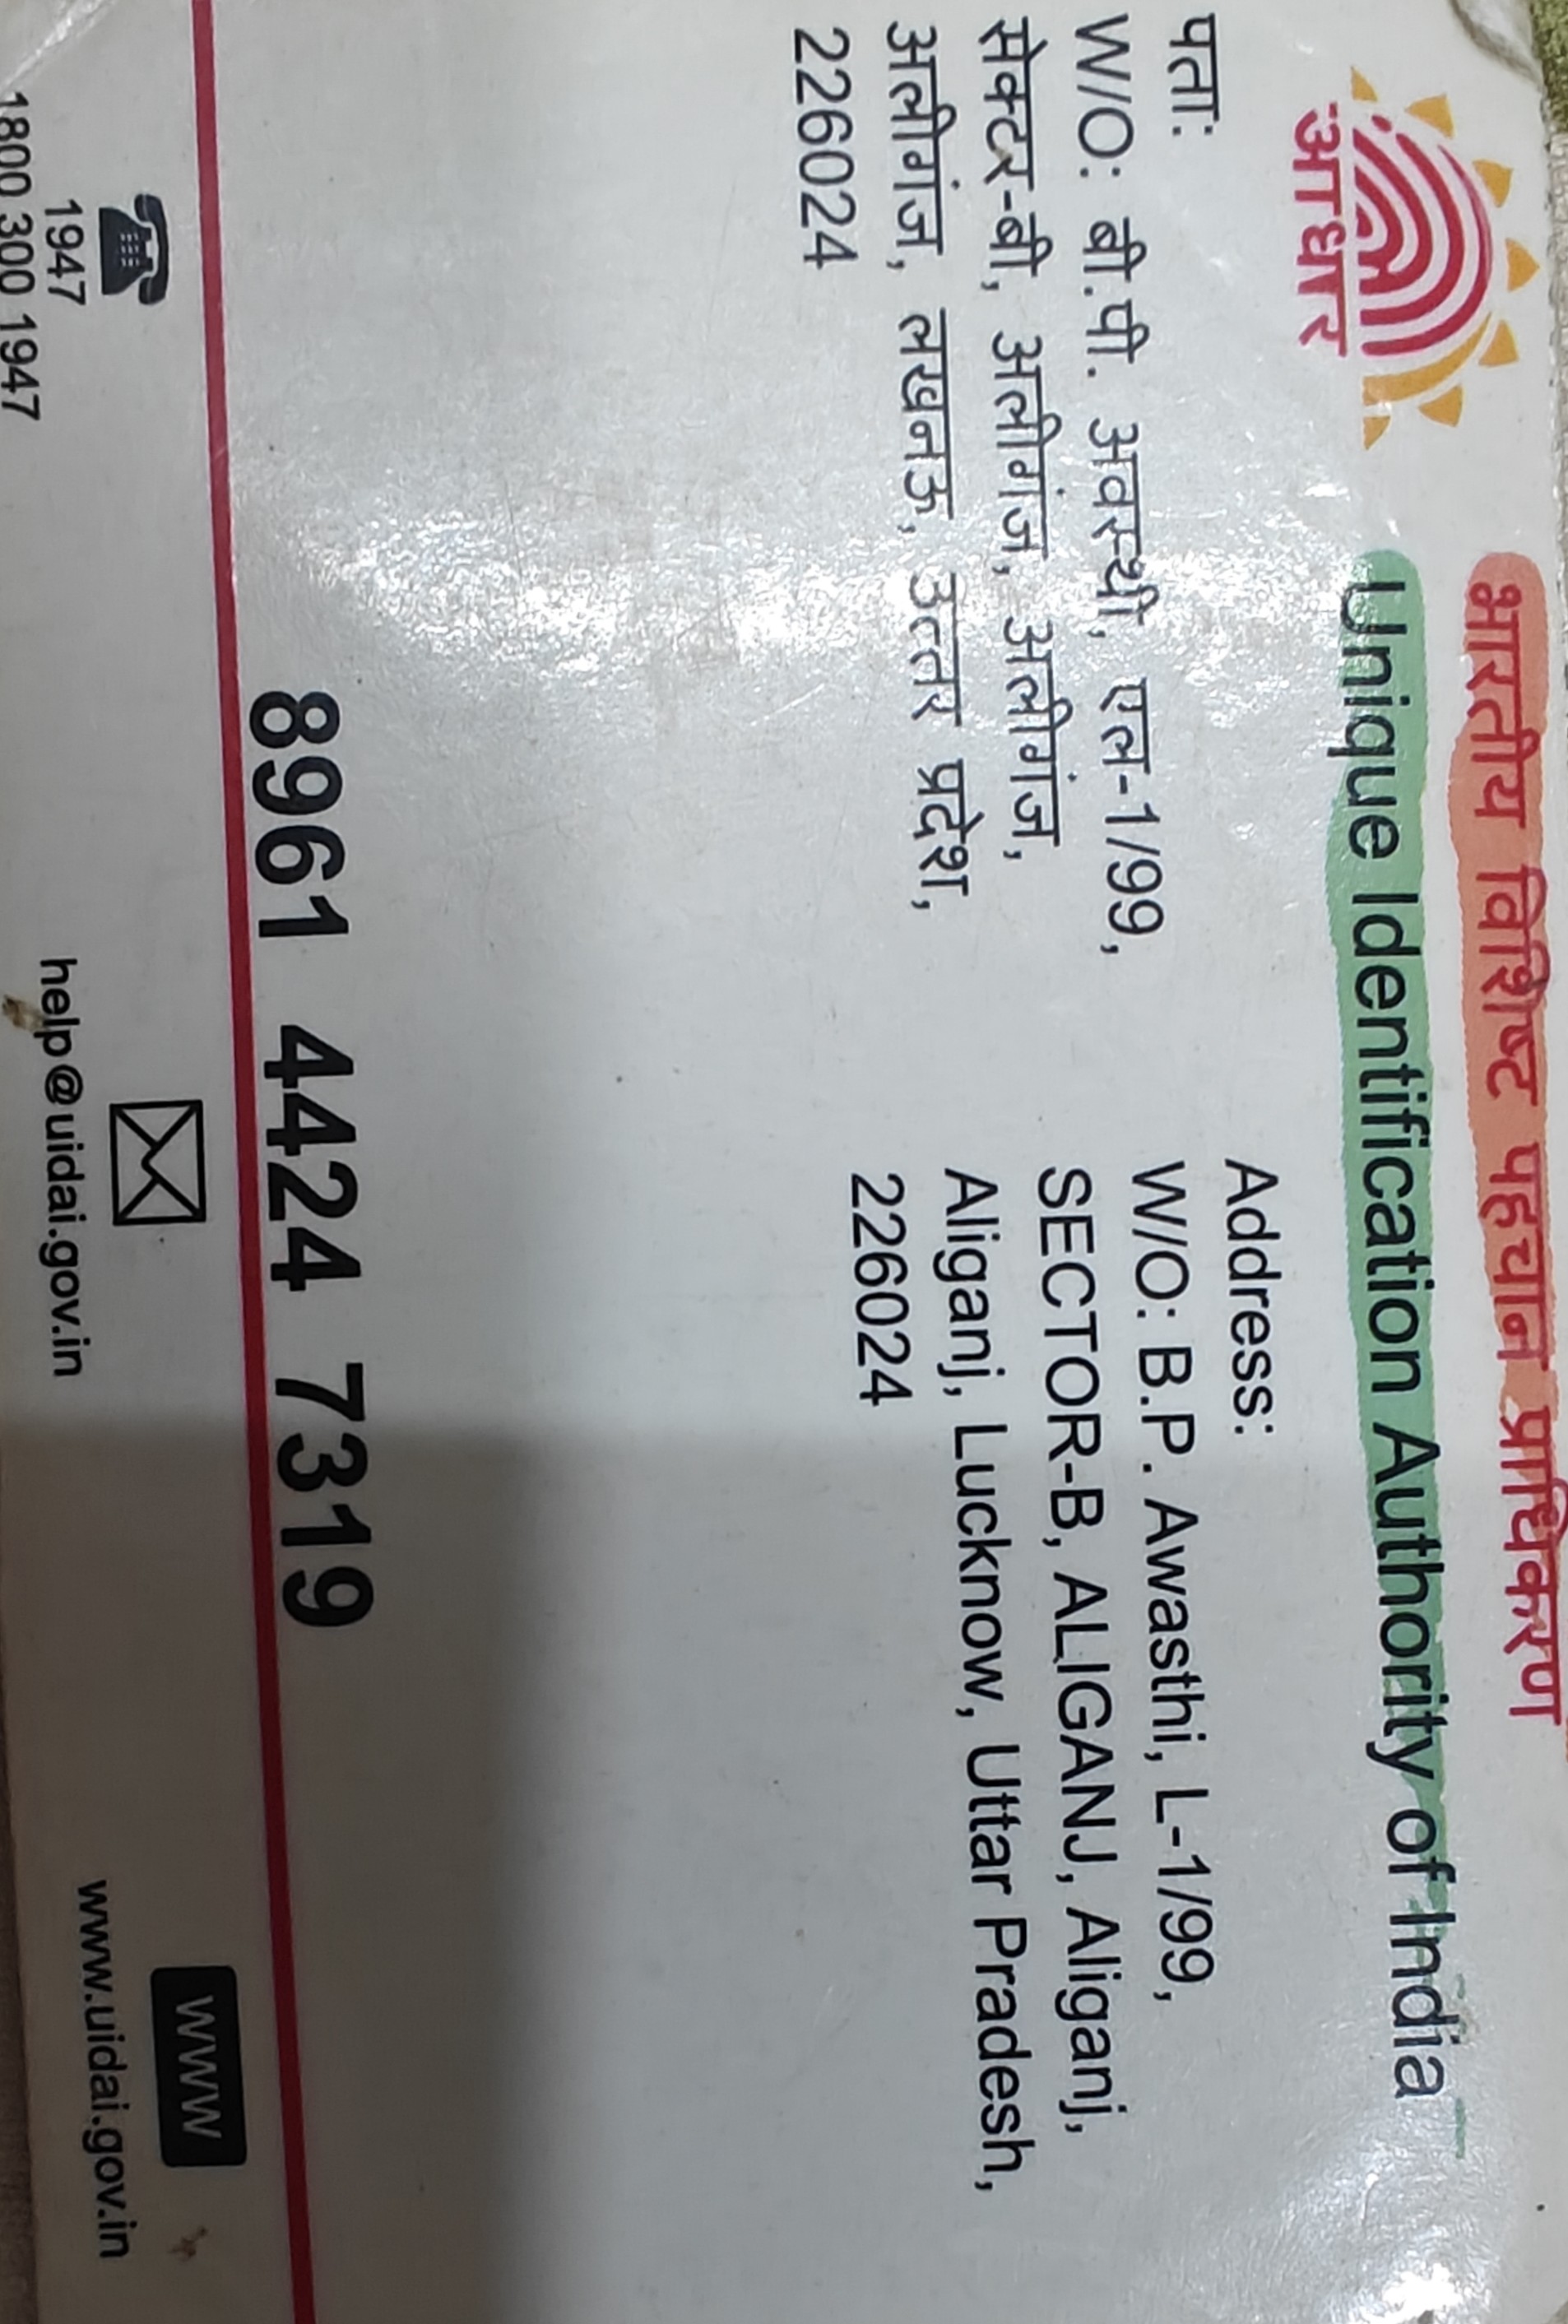 भारतीय विशिष्ट पहचान प्राधिकरण
Unique Identification Authority of India
आधार
पता:
W/O: बी.पी. अवस्थी, एल-1/99,
सेक्टर-बी, अलीगंज, अलीगंज,
अलीगंज, लखनऊ, उत्तर प्रदेश,
226024
Address:
W/O: B.P. Awasthi, L-1/99,
SECTOR-B, ALIGANJ, Aliganj,
Aliganj, Lucknow, Uttar Pradesh,
226024
8961 4424 7319
1947
1800 300 1947
help@uidai.gov.in
WWW
www.uidai.gov.in